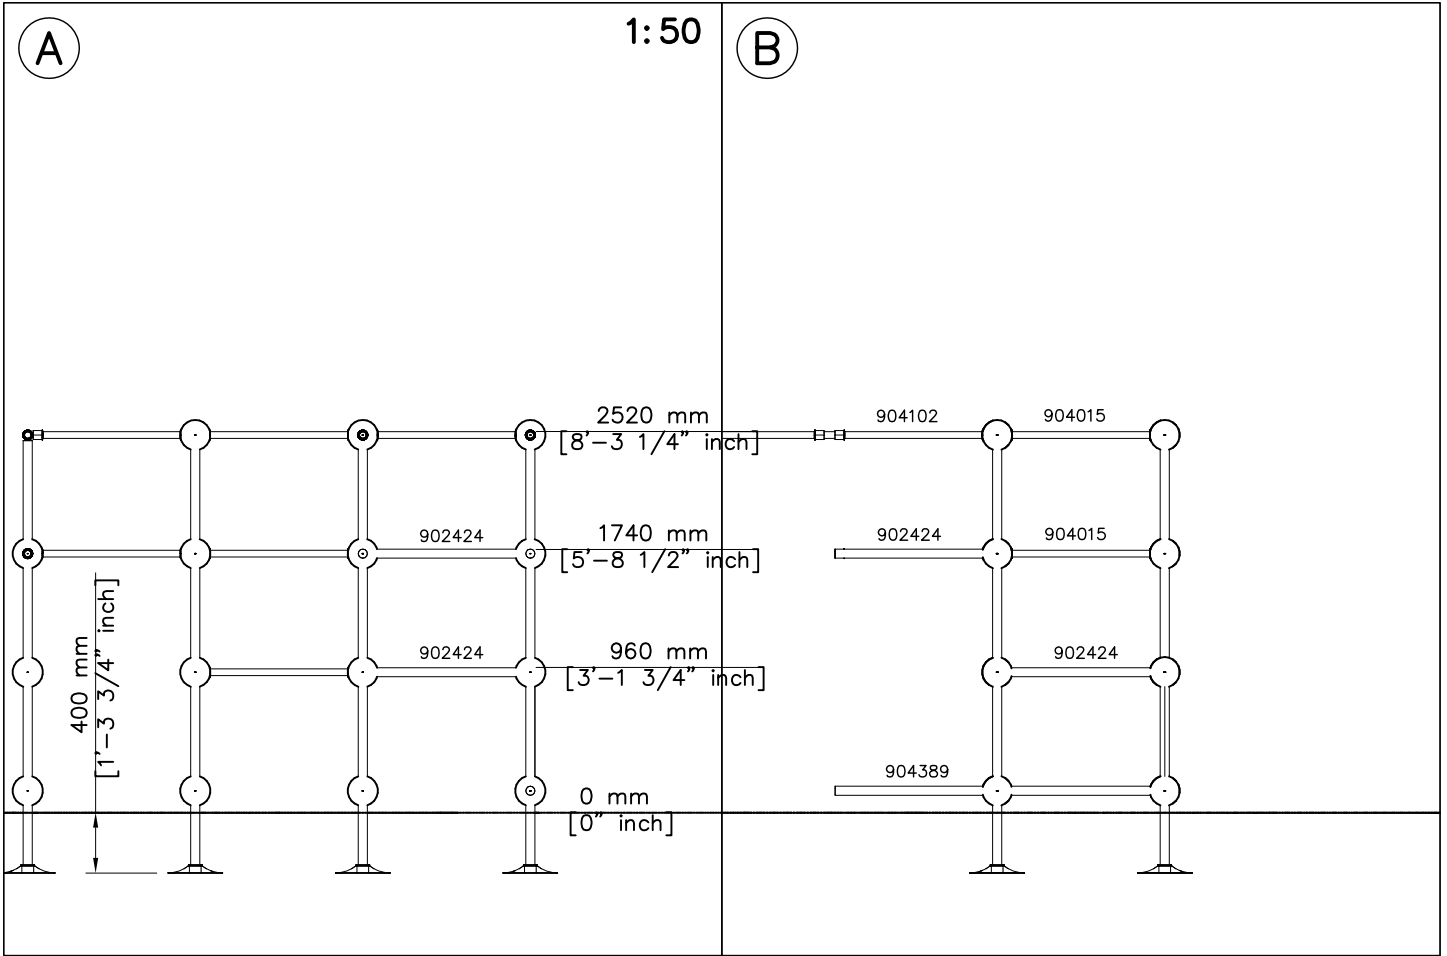 A
1:50
B
2520 mm
[8'-3 1/4" inch]
904102
904015
902424
1740 mm
[5'-8 1/2" inch]
902424
904015
902424
960 mm
[3'-1 3/4" inch]
902424
400 mm
[1'-3 3/4" inch]
904389
0 mm
[0" inch]